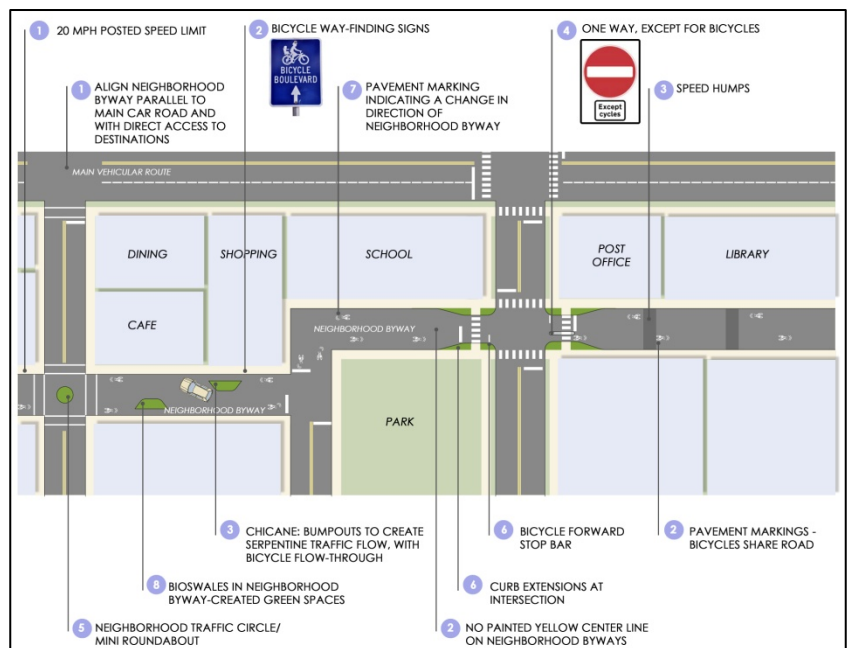 1 20 MPH POSTED SPEED LIMIT
2 BICYCLE WAY-FINDING SIGNS
BICYCLE
BOULEVARD
4 ONE WAY, EXCEPT FOR BICYCLES
Except
cycles
1 ALIGN NEIGHBORHOOD
BYWAY PARALLEL TO
MAIN CAR ROAD AND
WITH DIRECT ACCESS TO
DESTINATIONS
7 PAVEMENT MARKING
INDICATING A CHANGE IN
DIRECTION OF
NEIGHBORHOOD BYWAY
3 SPEED HUMPS
MAIN VEHICULAR ROUTE
DINING
SHOPPING
SCHOOL
POST
OFFICE
LIBRARY
CAFE
NEIGHBORHOOD BYWAY
NEIGHBORHOOD BYWAY
PARK
3 CHICANE: BUMPOUTS TO CREATE
SERPENTINE TRAFFIC FLOW, WITH
BICYCLE FLOW-THROUGH
6 BICYCLE FORWARD
STOP BAR
2 PAVEMENT MARKINGS -
BICYCLES SHARE ROAD
8 BIOSWALES IN NEIGHBORHOOD
BYWAY-CREATED GREEN SPACES
6 CURB EXTENSIONS AT
INTERSECTION
5 NEIGHBORHOOD TRAFFIC CIRCLE/
MINI ROUNDABOUT
2 NO PAINTED YELLOW CENTER LINE
ON NEIGHBORHOOD BYWAYS